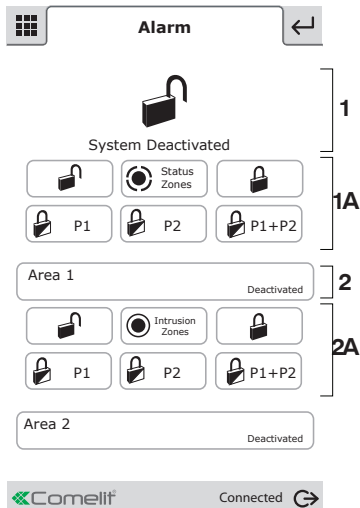 Alarm
1
System Deactivated
Status
Zones
1A
P1 P2 P1+P2
Area 1
Deactivated
2
Intrusion
Zones
2A
P1 P2 P1+P2
Area 2
Deactivated
Comelit Connected